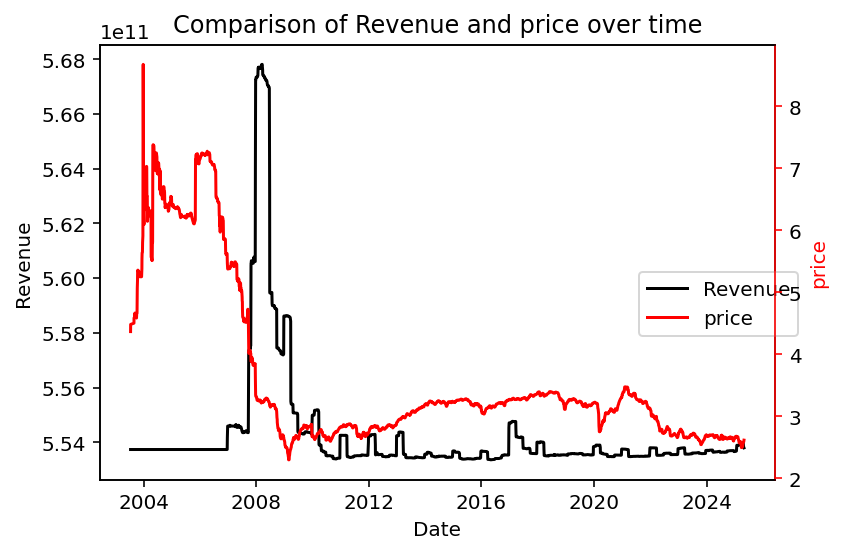 Comparison of Revenue and price over time
1e11
5.68
5.66
5.64
5.62
5.60
5.58
5.56
5.54
Revenue
8
7
6
5
4
3
2
price
Revenue
price
2004 2008 2012 2016 2020 2024
Date